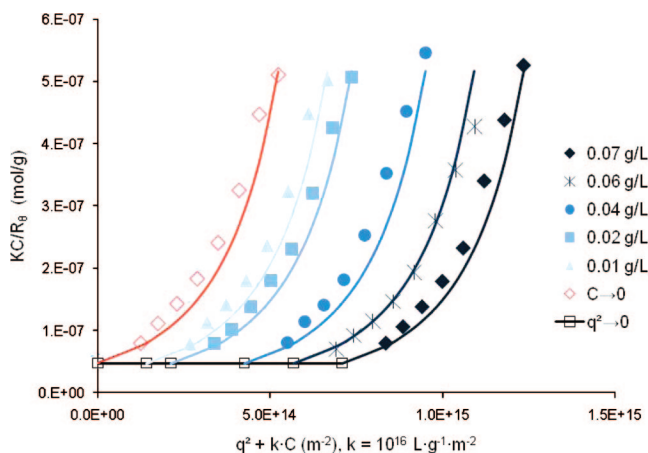 6.E-07
5.E-07
4.E-07
3.E-07
2.E-07
1.E-07
0.E+00
KC/Rθ (mol/g)
0.0E+00 5.0E+14 1.0E+15 1.5E+15
q² + k·C (m⁻²), k = 10¹⁶ L·g⁻¹·m⁻²
0.07 g/L
0.06 g/L
0.04 g/L
0.02 g/L
0.01 g/L
C→0
q²→0